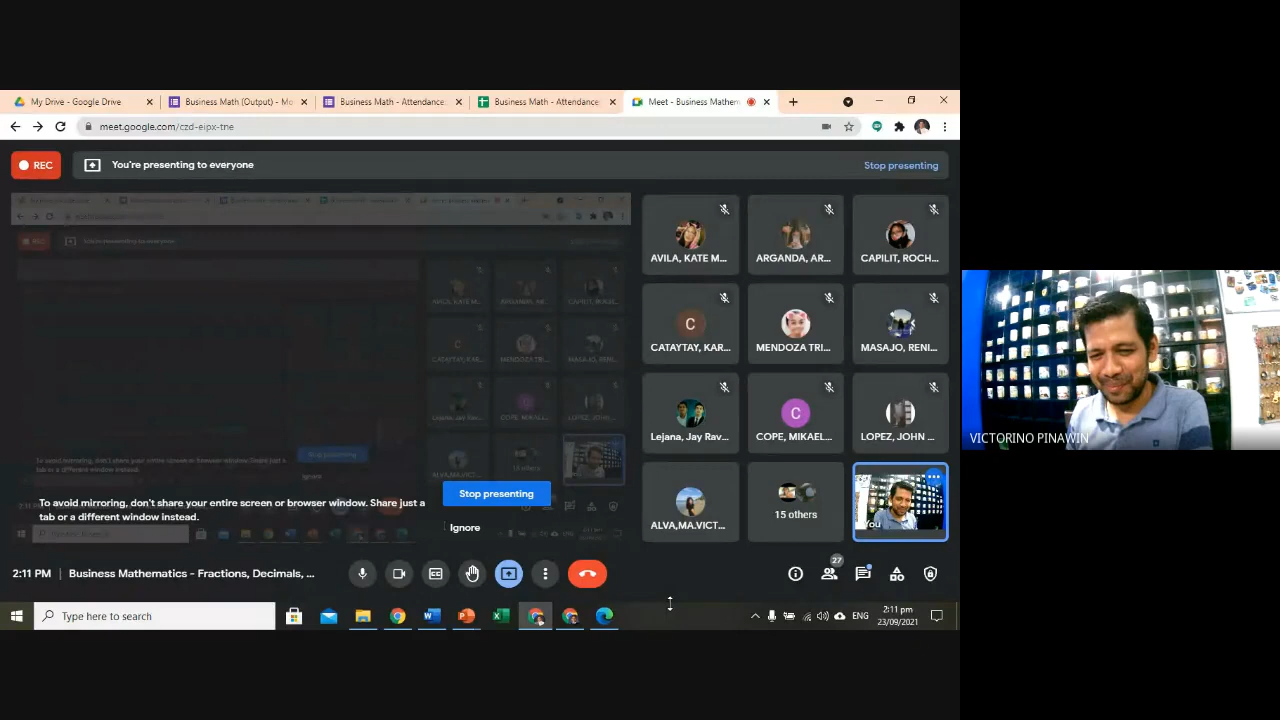 My Drive - Google Drive
Business Math (Output) - Mo
Business Math - Attendance
Business Math - Attendance
Meet - Business Mathem
meet.google.com/czd-eipx-tne
REC
You're presenting to everyone
Stop presenting
AVILA, KATE M...
ARGANDA, AR...
CAPILIT, ROCH...
C
CATAYTAY, KAR...
MENDOZA TRI...
MASAJO, RENI...
Lejana, Jay Rav...
C
COPE, MIKAEL...
LOPEZ, JOHN ...
ALVA,MA.VICT...
15 others
You
VICTORINO PINAWIN
To avoid mirroring, don't share your entire screen or browser window. Share just a
tab or a different window instead.
Stop presenting
Ignore
2:11 PM | Business Mathematics - Fractions, Decimals, ...
27
Type here to search
ENG
2:11 pm
23/09/2021